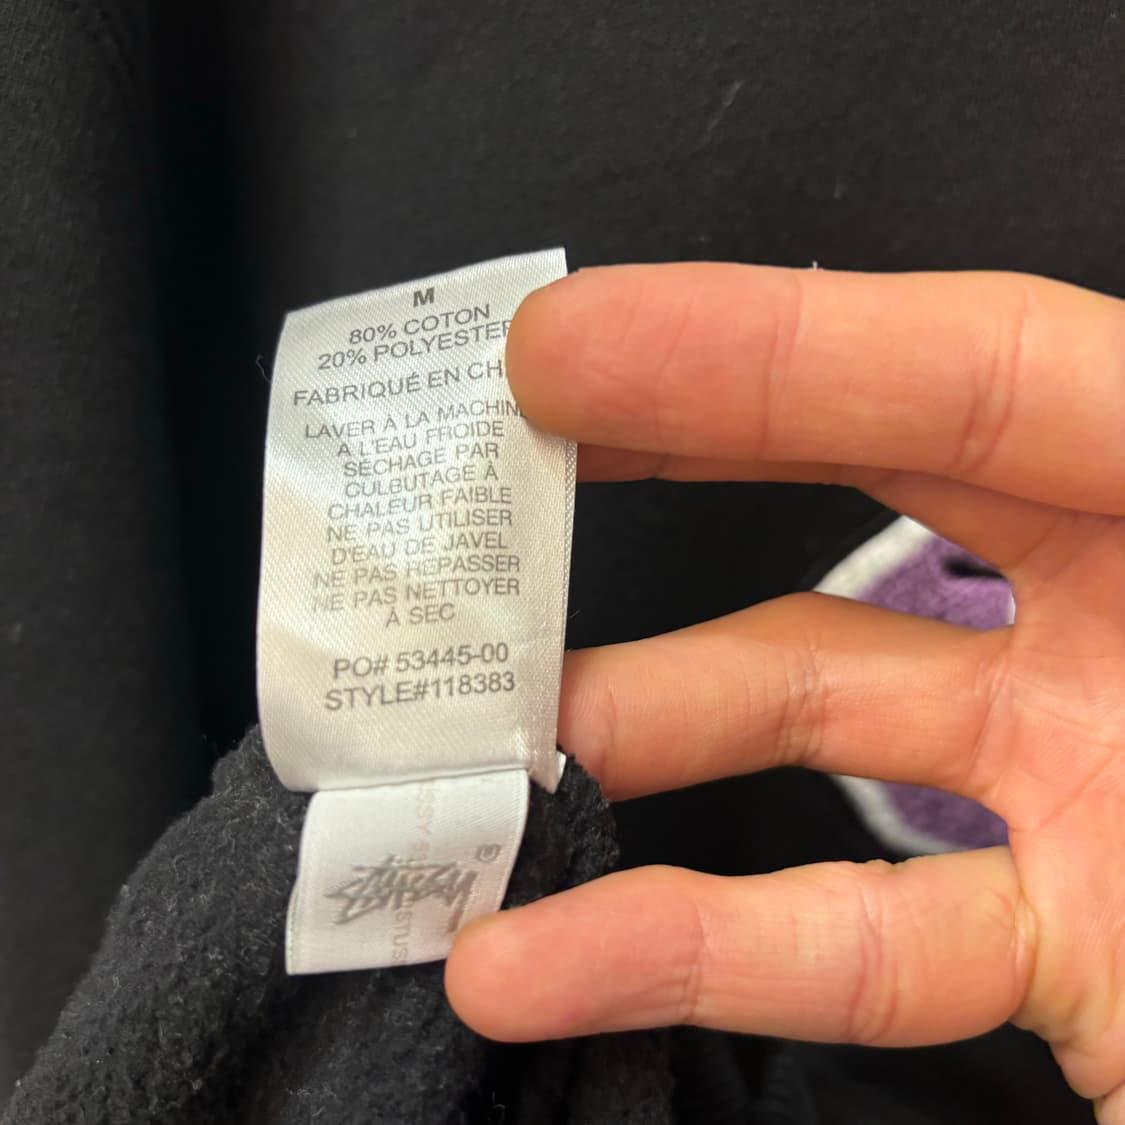 M
80% COTON
20% POLYESTER
FABRIQUÉ EN CH
LAVER À LA MACHINE
À L'EAU FROIDE
SÉCHAGE PAR
CULBUTAGE À
CHALEUR FAIBLE
NE PAS UTILISER
D'EAU DE JAVEL
NE PAS REPASSER
NE PAS NETTOYER
À SEC
PO# 53445-00
STYLE#118383
STUSSY
®